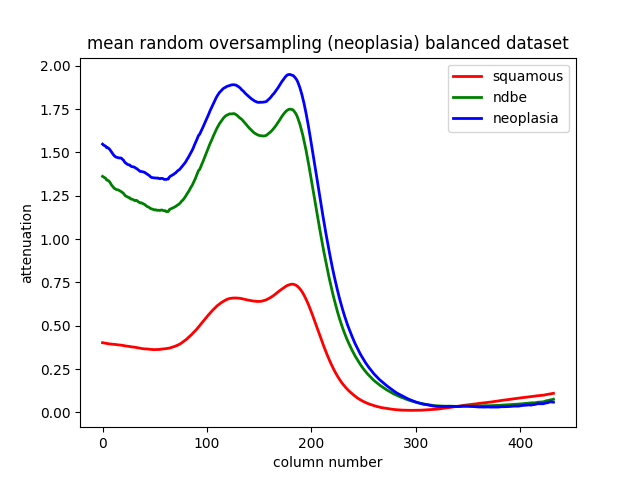 mean random oversampling (neoplasia) balanced dataset
squamous
ndbe
neoplasia
attenuation
2.00
1.75
1.50
1.25
1.00
0.75
0.50
0.25
0.00
0 100 200 300 400
column number